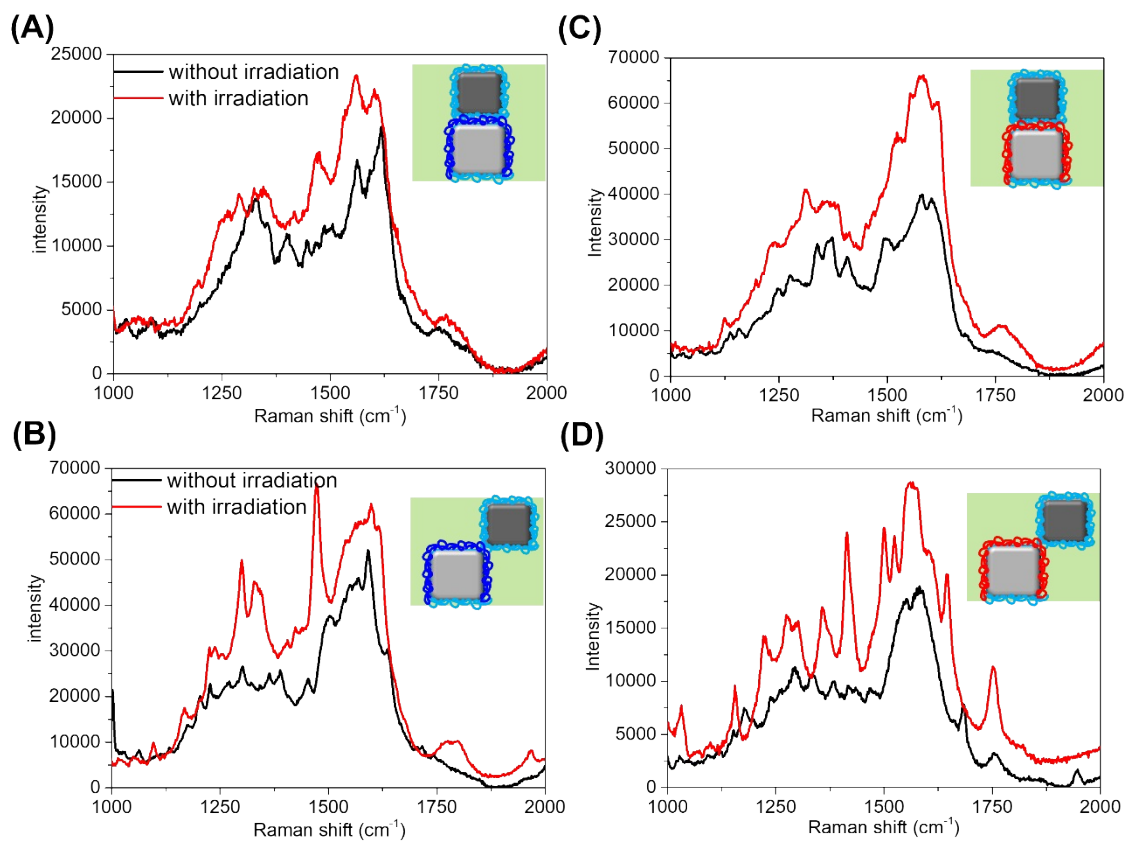 (A)
25000
20000
15000
10000
5000
0
intensity
without irradiation
with irradiation
1000 1250 1500 1750 2000
Raman shift (cm⁻¹)
(C)
70000
60000
50000
40000
30000
20000
10000
0
Intensity
1000 1250 1500 1750 2000
Raman shift (cm⁻¹)
(B)
70000
60000
50000
40000
30000
20000
10000
0
intensity
without irradiation
with irradiation
1000 1250 1500 1750 2000
Raman shift (cm⁻¹)
(D)
30000
25000
20000
15000
10000
5000
0
Intensity
1000 1250 1500 1750 2000
Raman shift (cm⁻¹)